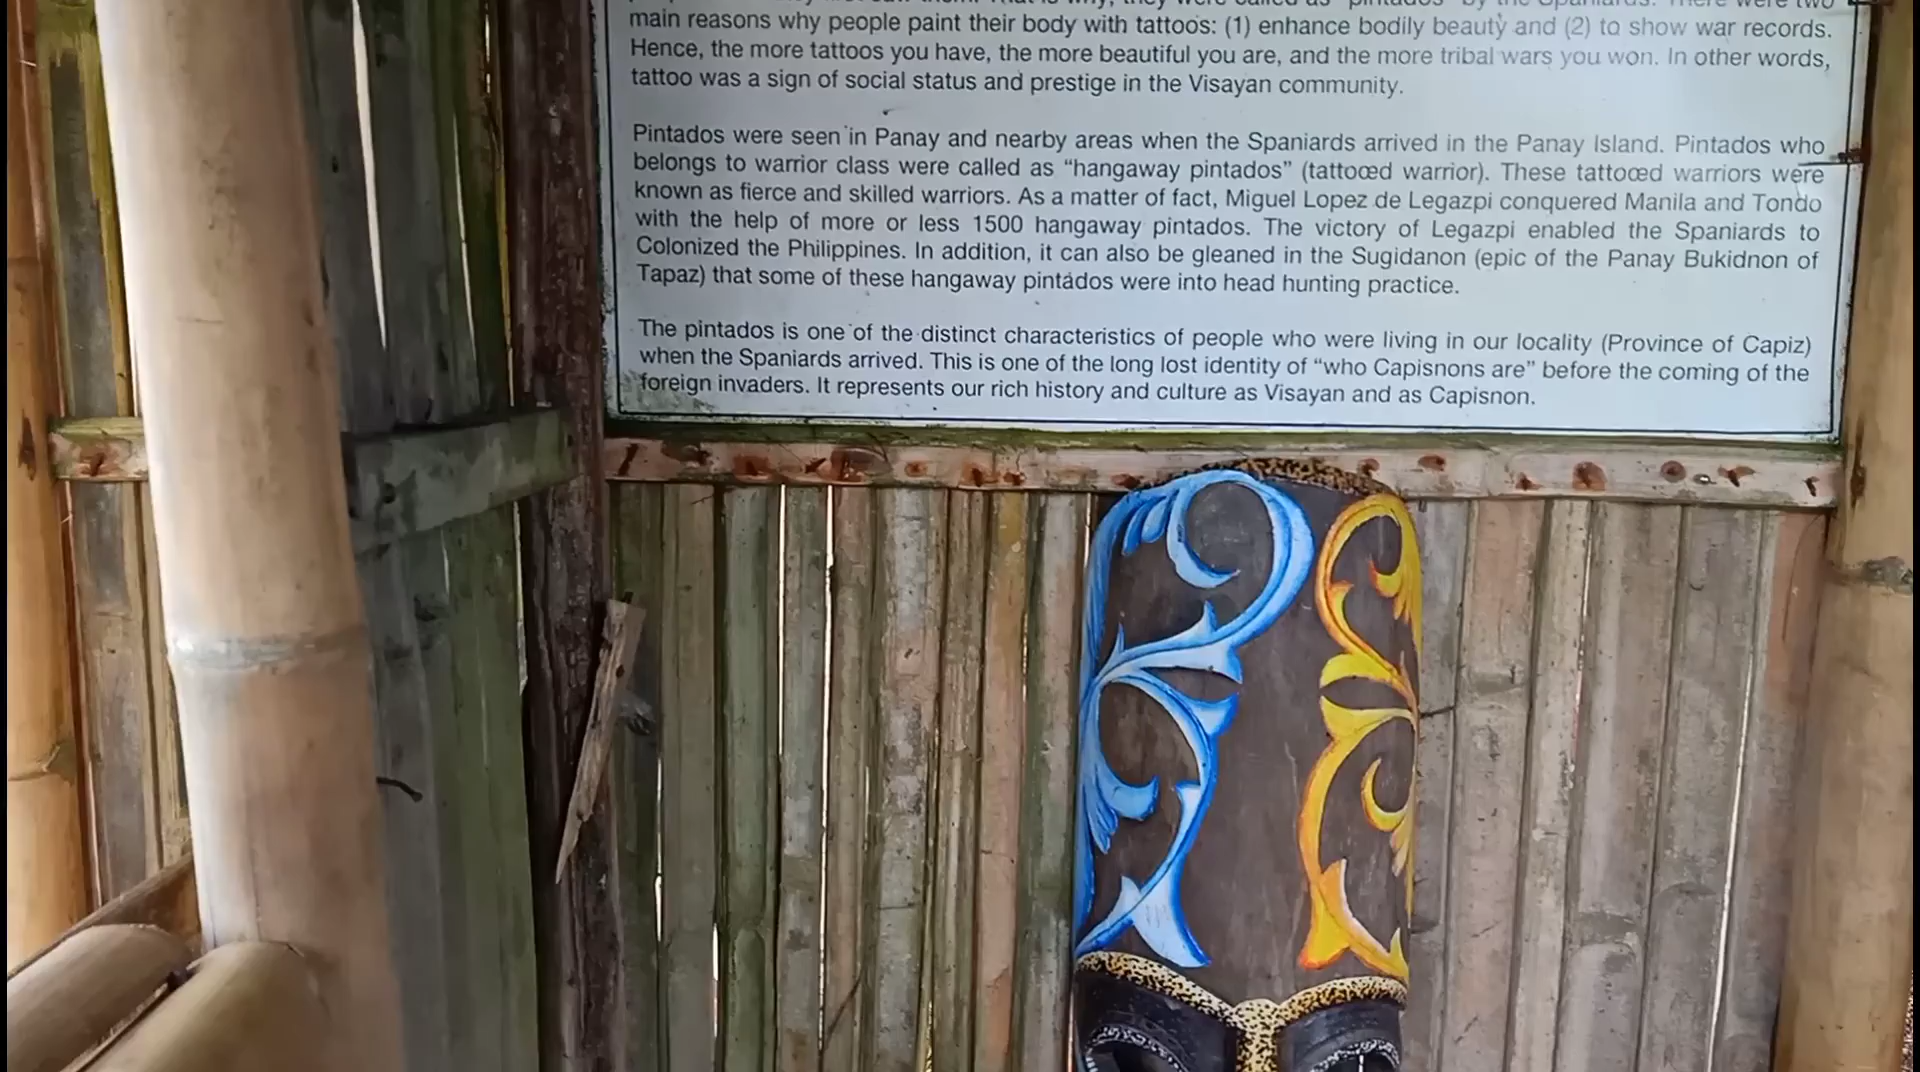 main reasons why people paint their body with tattoos: (1) enhance bodily beauty and (2) to show war records.
Hence, the more tattoos you have, the more beautiful you are, and the more tribal wars you won. In other words,
tattoo was a sign of social status and prestige in the Visayan community.
Pintados were seen in Panay and nearby areas when the Spaniards arrived in the Panay Island. Pintados who
belongs to warrior class were called as “hangaway pintados” (tattoœd warrior). These tattoœd warriors were
known as fierce and skilled warriors. As a matter of fact, Miguel Lopez de Legazpi conquered Manila and Tondo
with the help of more or less 1500 hangaway pintados. The victory of Legazpi enabled the Spaniards to
Colonized the Philippines. In addition, it can also be gleaned in the Sugidanon (epic of the Panay Bukidnon of
Tapaz) that some of these hangaway pintados were into head hunting practice.
The pintados is one of the distinct characteristics of people who were living in our locality (Province of Capiz)
when the Spaniards arrived. This is one of the long lost identity of “who Capisnons are” before the coming of the
foreign invaders. It represents our rich history and culture as Visayan and as Capisnon.